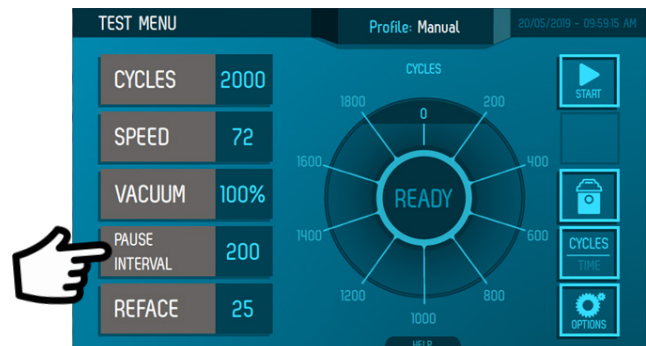 TEST MENU
Profile: Manual
20/05/2019 - 09:59:15 AM
CYCLES 2000
SPEED 72
VACUUM 100%
PAUSE
INTERVAL
200
REFACE 25
CYCLES
0
200
400
600
800
1000
1200
1400
1600
1800
READY
START
CYCLES
TIME
OPTIONS
HELP